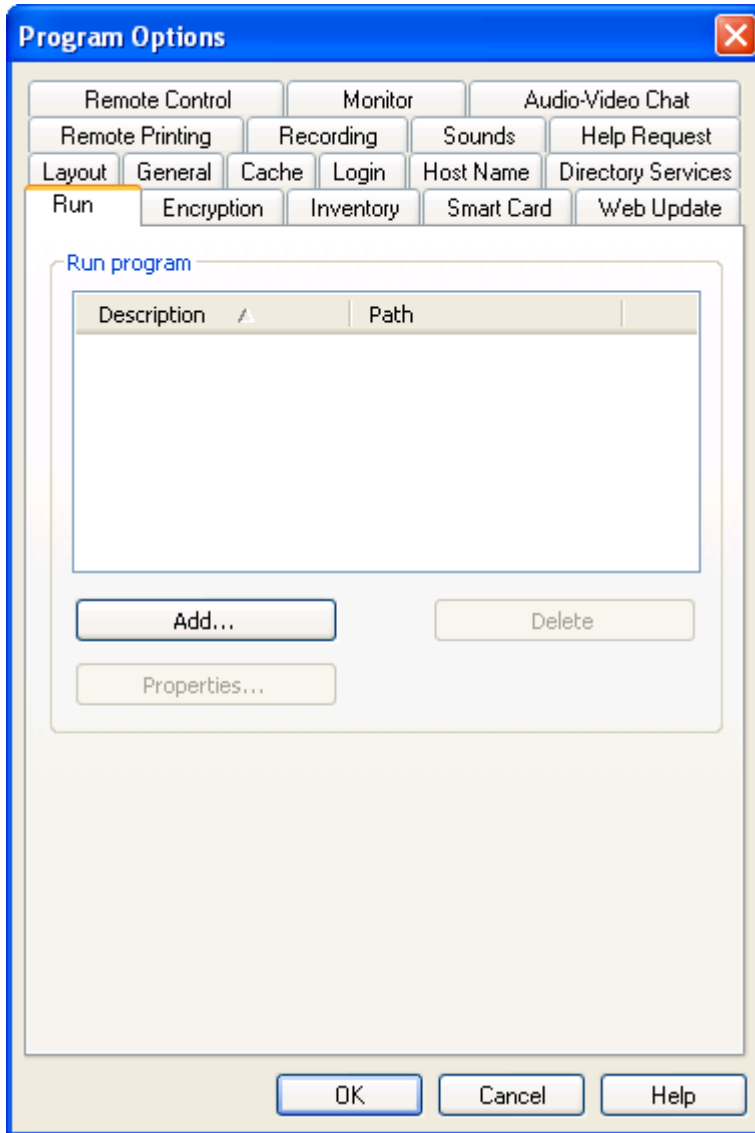 Program Options
Remote Control Monitor Audio-Video Chat
Remote Printing Recording Sounds Help Request
Layout General Cache Login Host Name Directory Services
Run Encryption Inventory Smart Card Web Update
Run program
Description Path
Add... Delete
Properties...
OK Cancel Help